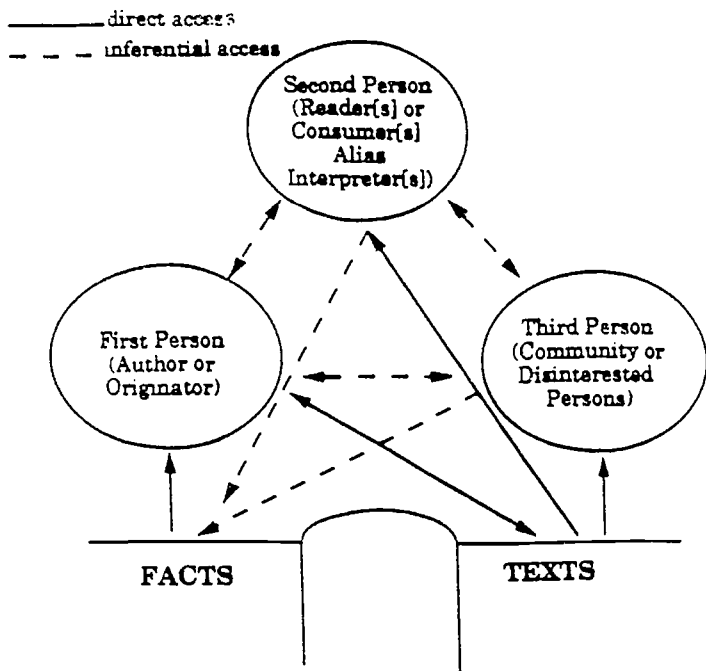 direct access
inferential access
Second Person
(Reader[s] or
Consumer[s]
Alias
Interpreter[s])
First Person
(Author or
Originator)
Third Person
(Community or
Disinterested
Persons)
FACTS
TEXTS